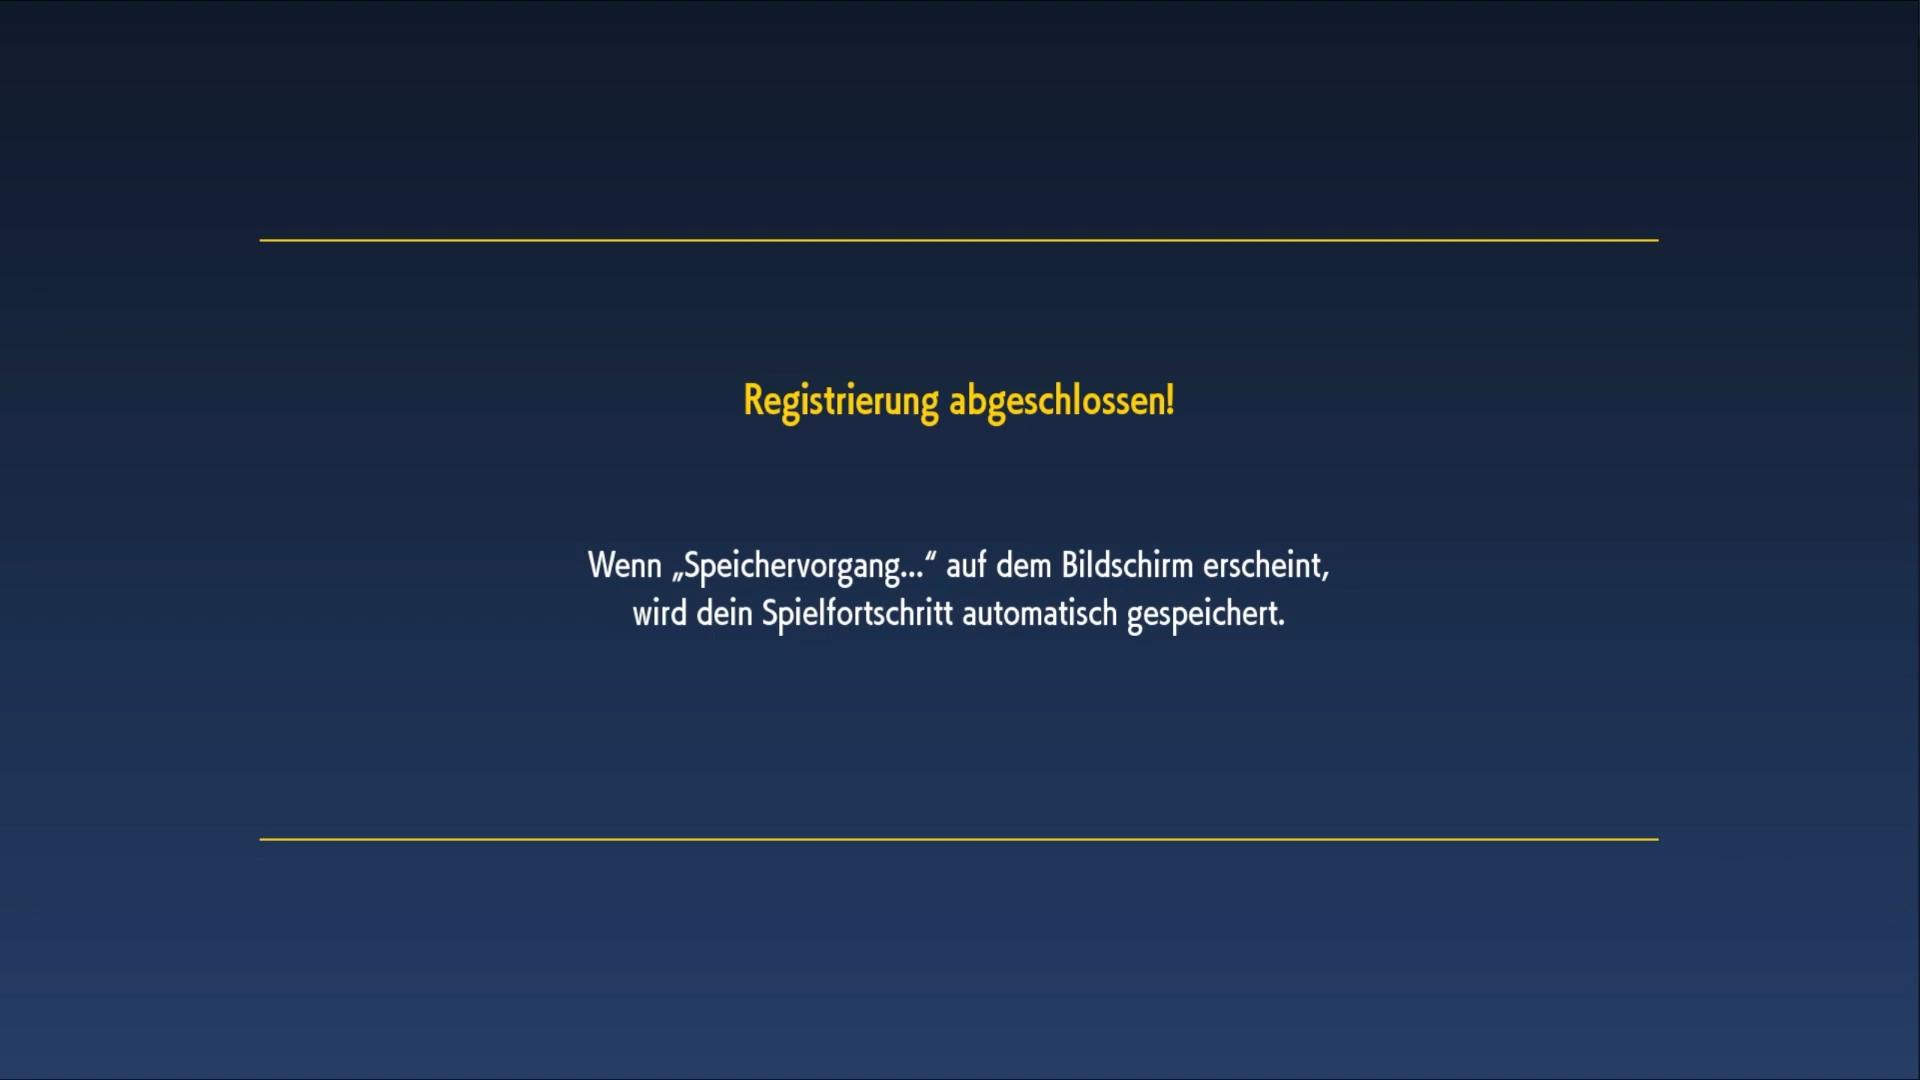 Registrierung abgeschlossen!
Wenn „Speichervorgang...“ auf dem Bildschirm erscheint,
wird dein Spielfortschritt automatisch gespeichert.